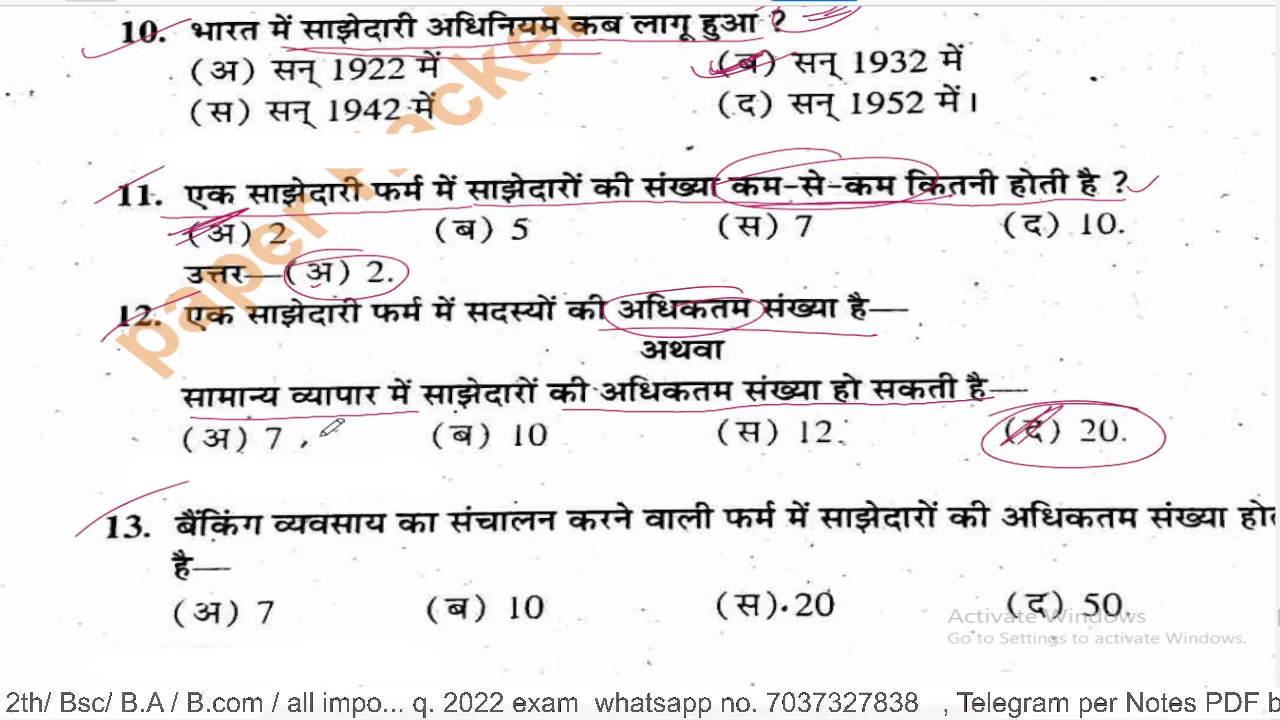 10. भारत में साझेदारी अधिनियम कब लागू हुआ ?
(अ) सन् 1922 में (ब) सन् 1932 में
(स) सन् 1942 में (द) सन् 1952 में।
11. एक साझेदारी फर्म में साझेदारों की संख्या कम-से-कम कितनी होती है ?
(अ) 2 (ब) 5 (स) 7 (द) 10.
उत्तर—(अ) 2.
12. एक साझेदारी फर्म में सदस्यों की अधिकतम संख्या है—
अथवा
सामान्य व्यापार में साझेदारों की अधिकतम संख्या हो सकती है—
(अ) 7 (ब) 10 (स) 12. (द) 20.
13. बैंकिंग व्यवसाय का संचालन करने वाली फर्म में साझेदारों की अधिकतम संख्या
है—
(अ) 7 (ब) 10 (स) 20 (द) 50.
paper
Activate Windows
Go to Settings to activate Windows.
2th/ Bsc/ B.A / B.com / all impo... q. 2022 exam whatsapp no. 7037327838 , Telegram per Notes PDF